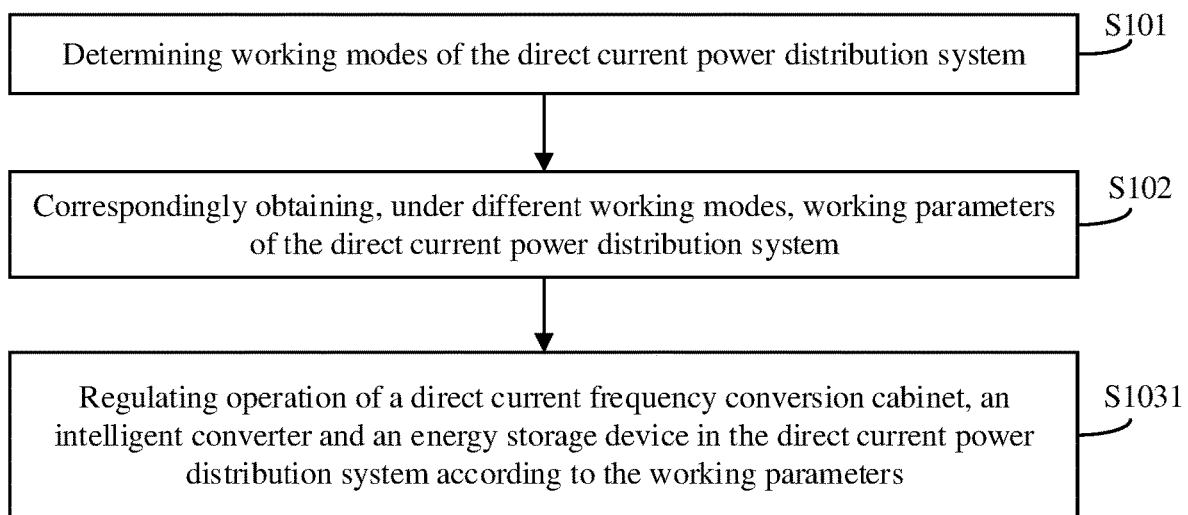 S101
Determining working modes of the direct current power distribution system
S102
Correspondingly obtaining, under different working modes, working parameters
of the direct current power distribution system
S1031
Regulating operation of a direct current frequency conversion cabinet, an
intelligent converter and an energy storage device in the direct current power
distribution system according to the working parameters